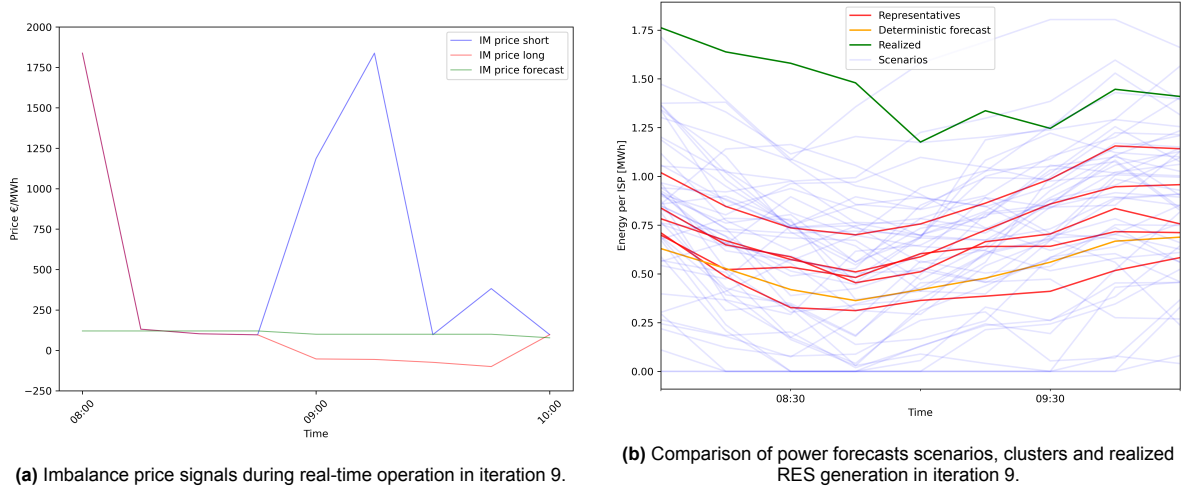 2000
1750
1500
1250
1000
750
500
250
0
−250
Price €/MWh
08:00
09:00
10:00
Time
IM price short
IM price long
IM price forecast
(a) Imbalance price signals during real-time operation in iteration 9.
1.75
1.50
1.25
1.00
0.75
0.50
0.25
0.00
Energy per ISP [MWh]
08:30
09:30
Time
Representatives
Deterministic forecast
Realized
Scenarios
(b) Comparison of power forecasts scenarios, clusters and realized
RES generation in iteration 9.